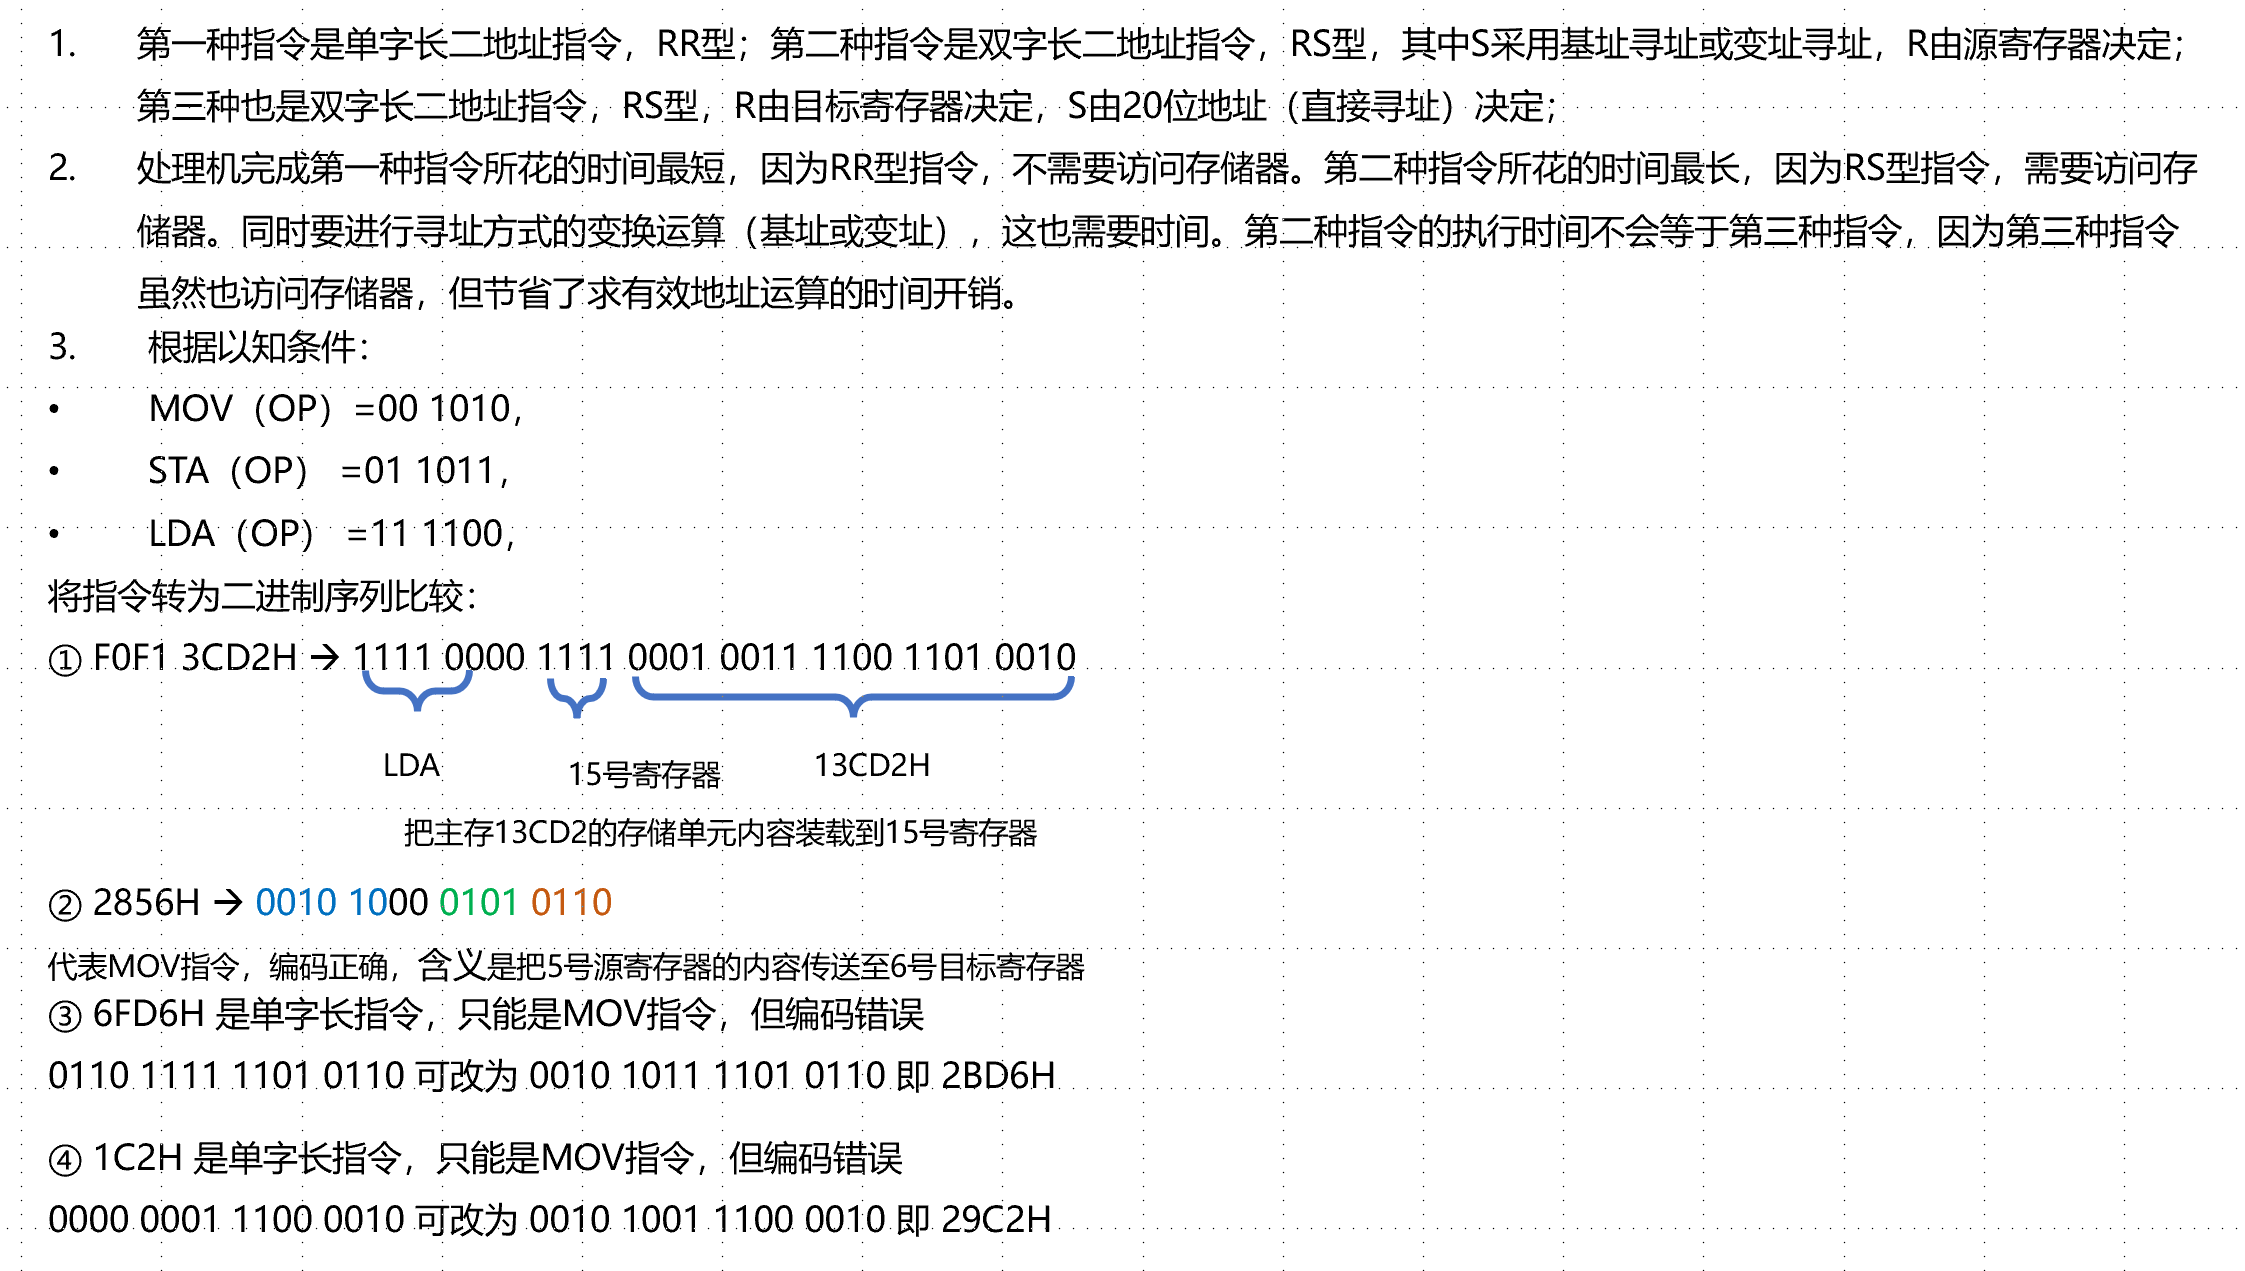 1. 第一种指令是单字长二地址指令，RR型；第二种指令是双字长二地址指令，RS型，其中S采用基址寻址或变址寻址，R由源寄存器决定；
第三种也是双字长二地址指令，RS型，R由目标寄存器决定，S由20位地址（直接寻址）决定；
2. 处理机完成第一种指令所花的时间最短，因为RR型指令，不需要访问存储器。第二种指令所花的时间最长，因为RS型指令，需要访问存
储器。同时要进行寻址方式的变换运算（基址或变址），这也需要时间。第二种指令的执行时间不会等于第三种指令，因为第三种指令
虽然也访问存储器，但节省了求有效地址运算的时间开销。
3. 根据以知条件：
• MOV（OP）=00 1010，
• STA（OP） =01 1011，
• LDA（OP） =11 1100，
将指令转为二进制序列比较：
① F0F1 3CD2H → 1111 0000 1111 0001 0011 1100 1101 0010
LDA 15号寄存器 13CD2H
把主存13CD2的存储单元内容装载到15号寄存器
② 2856H → 0010 1000 0101 0110
代表MOV指令，编码正确，含义是把5号源寄存器的内容传送至6号目标寄存器
③ 6FD6H 是单字长指令，只能是MOV指令，但编码错误
0110 1111 1101 0110 可改为 0010 1011 1101 0110 即 2BD6H
④ 1C2H 是单字长指令，只能是MOV指令，但编码错误
0000 0001 1100 0010 可改为 0010 1001 1100 0010 即 29C2H